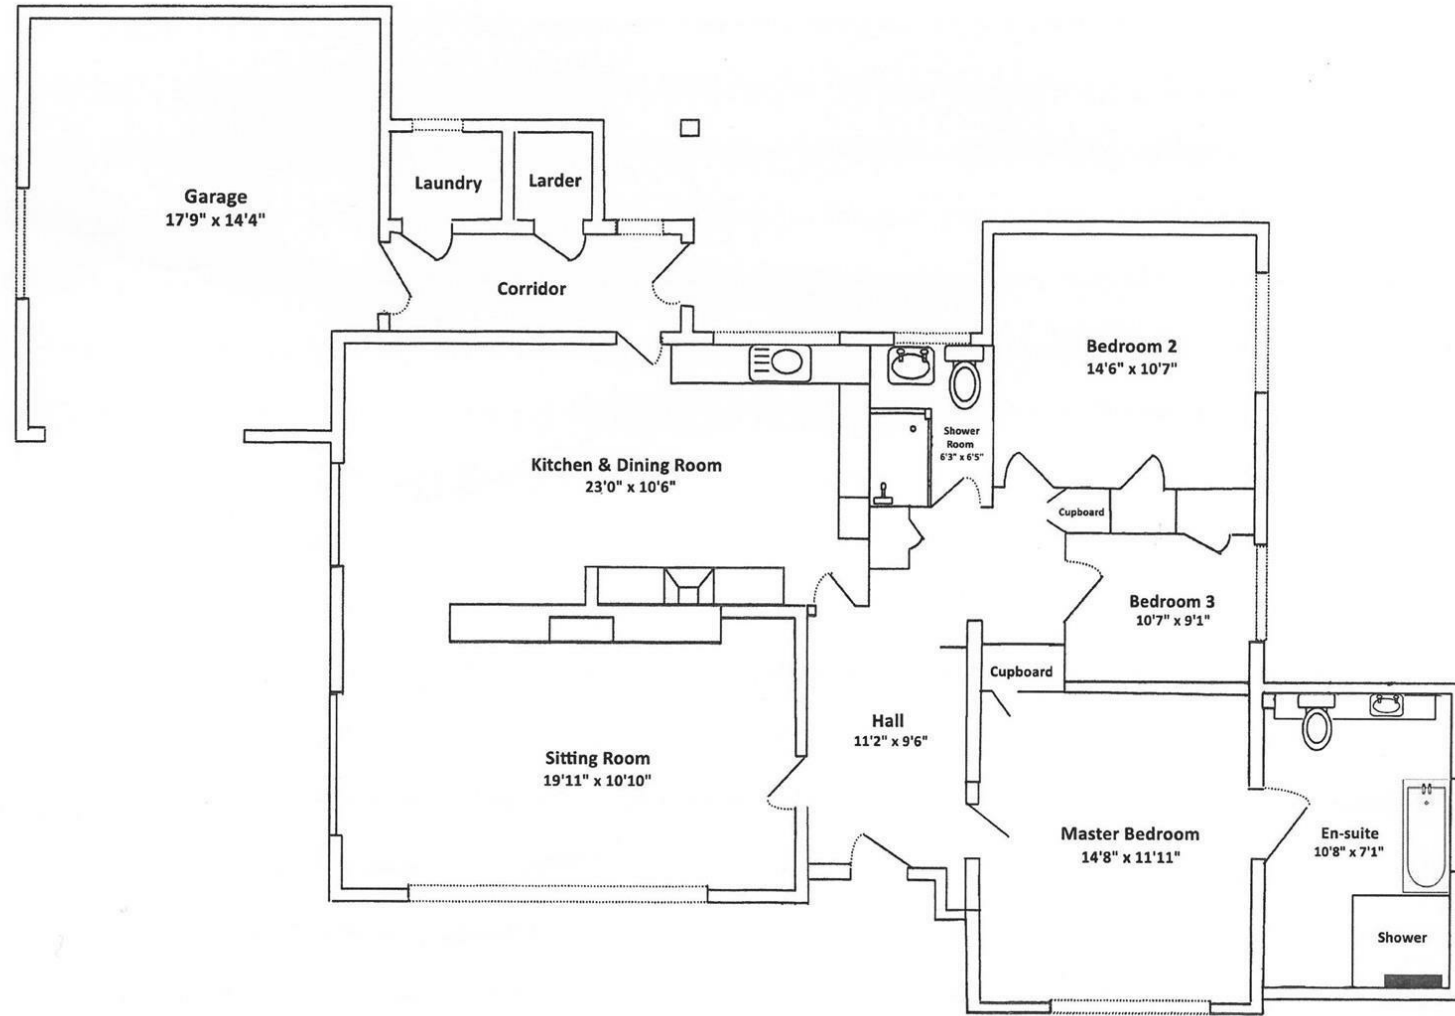 Garage
17'9" x 14'4"
Laundry
Larder
Corridor
Bedroom 2
14'6" x 10'7"
Kitchen & Dining Room
23'0" x 10'6"
Shower
Room
6'3" x 6'5"
Cupboard
Bedroom 3
10'7" x 9'1"
Cupboard
Hall
11'2" x 9'6"
Sitting Room
19'11" x 10'10"
Master Bedroom
14'8" x 11'11"
En-suite
10'8" x 7'1"
Shower